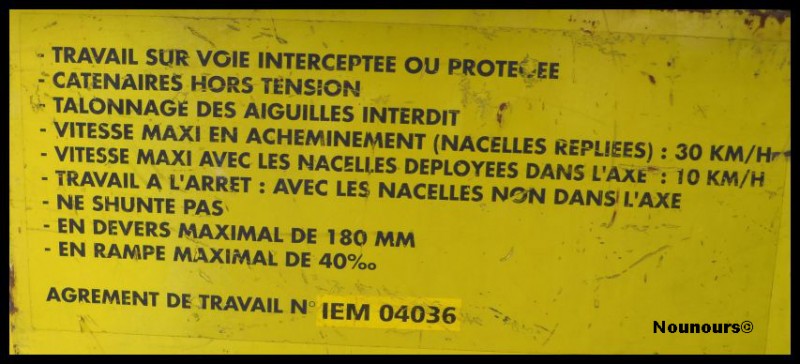 - TRAVAIL SUR VOIE INTERCEPTEE OU PROTEGEE
- CATENAIRES HORS TENSION
- TALONNAGE DES AIGUILLES INTERDIT
- VITESSE MAXI EN ACHEMINEMENT (NACELLES REPLIEES) : 30 KM/H
- VITESSE MAXI AVEC LES NACELLES DEPLOYEES DANS L'AXE : 10 KM/H
- TRAVAIL A L'ARRET : AVEC LES NACELLES NON DANS L'AXE
- NE SHUNTE PAS
- EN DEVERS MAXIMAL DE 180 MM
- EN RAMPE MAXIMAL DE 40‰
AGREMENT DE TRAVAIL N° IEM 04036
Nounours©